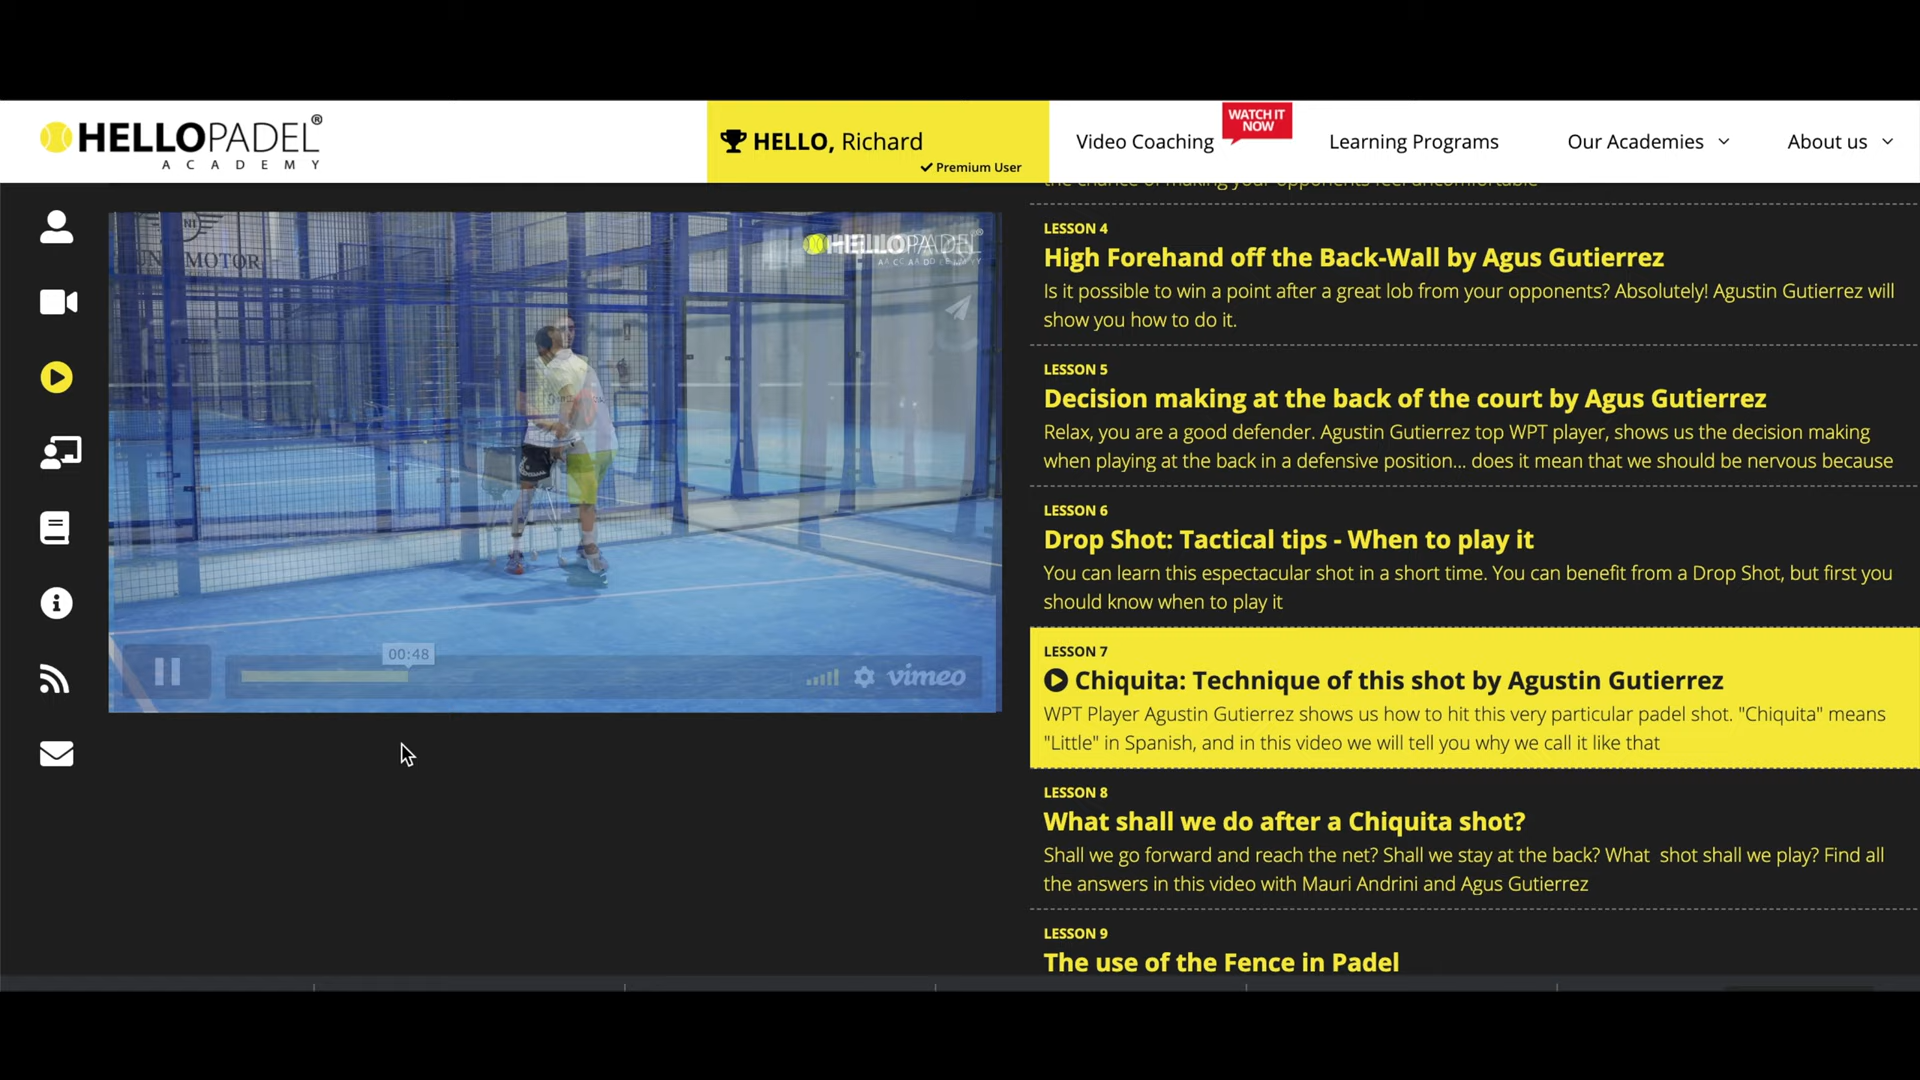 HELLOPADEL®
ACADEMY
HELLO, Richard
Premium User
Video Coaching
WATCH IT
NOW
Learning Programs
Our Academies
About us
the chance of making your opponents feel uncomfortable
MOTOR
HELLOPADEL®
00:48
vimeo
LESSON 4
High Forehand off the Back-Wall by Agus Gutierrez
Is it possible to win a point after a great lob from your opponents? Absolutely! Agustin Gutierrez will
show you how to do it.
LESSON 5
Decision making at the back of the court by Agus Gutierrez
Relax, you are a good defender. Agustin Gutierrez top WPT player, shows us the decision making
when playing at the back in a defensive position... does it mean that we should be nervous because
LESSON 6
Drop Shot: Tactical tips - When to play it
You can learn this espectacular shot in a short time. You can benefit from a Drop Shot, but first you
should know when to play it
LESSON 7
Chiquita: Technique of this shot by Agustin Gutierrez
WPT Player Agustin Gutierrez shows us how to hit this very particular padel shot. "Chiquita" means
"Little" in Spanish, and in this video we will tell you why we call it like that
LESSON 8
What shall we do after a Chiquita shot?
Shall we go forward and reach the net? Shall we stay at the back? What  shot shall we play? Find all
the answers in this video with Mauri Andrini and Agus Gutierrez
LESSON 9
The use of the Fence in Padel